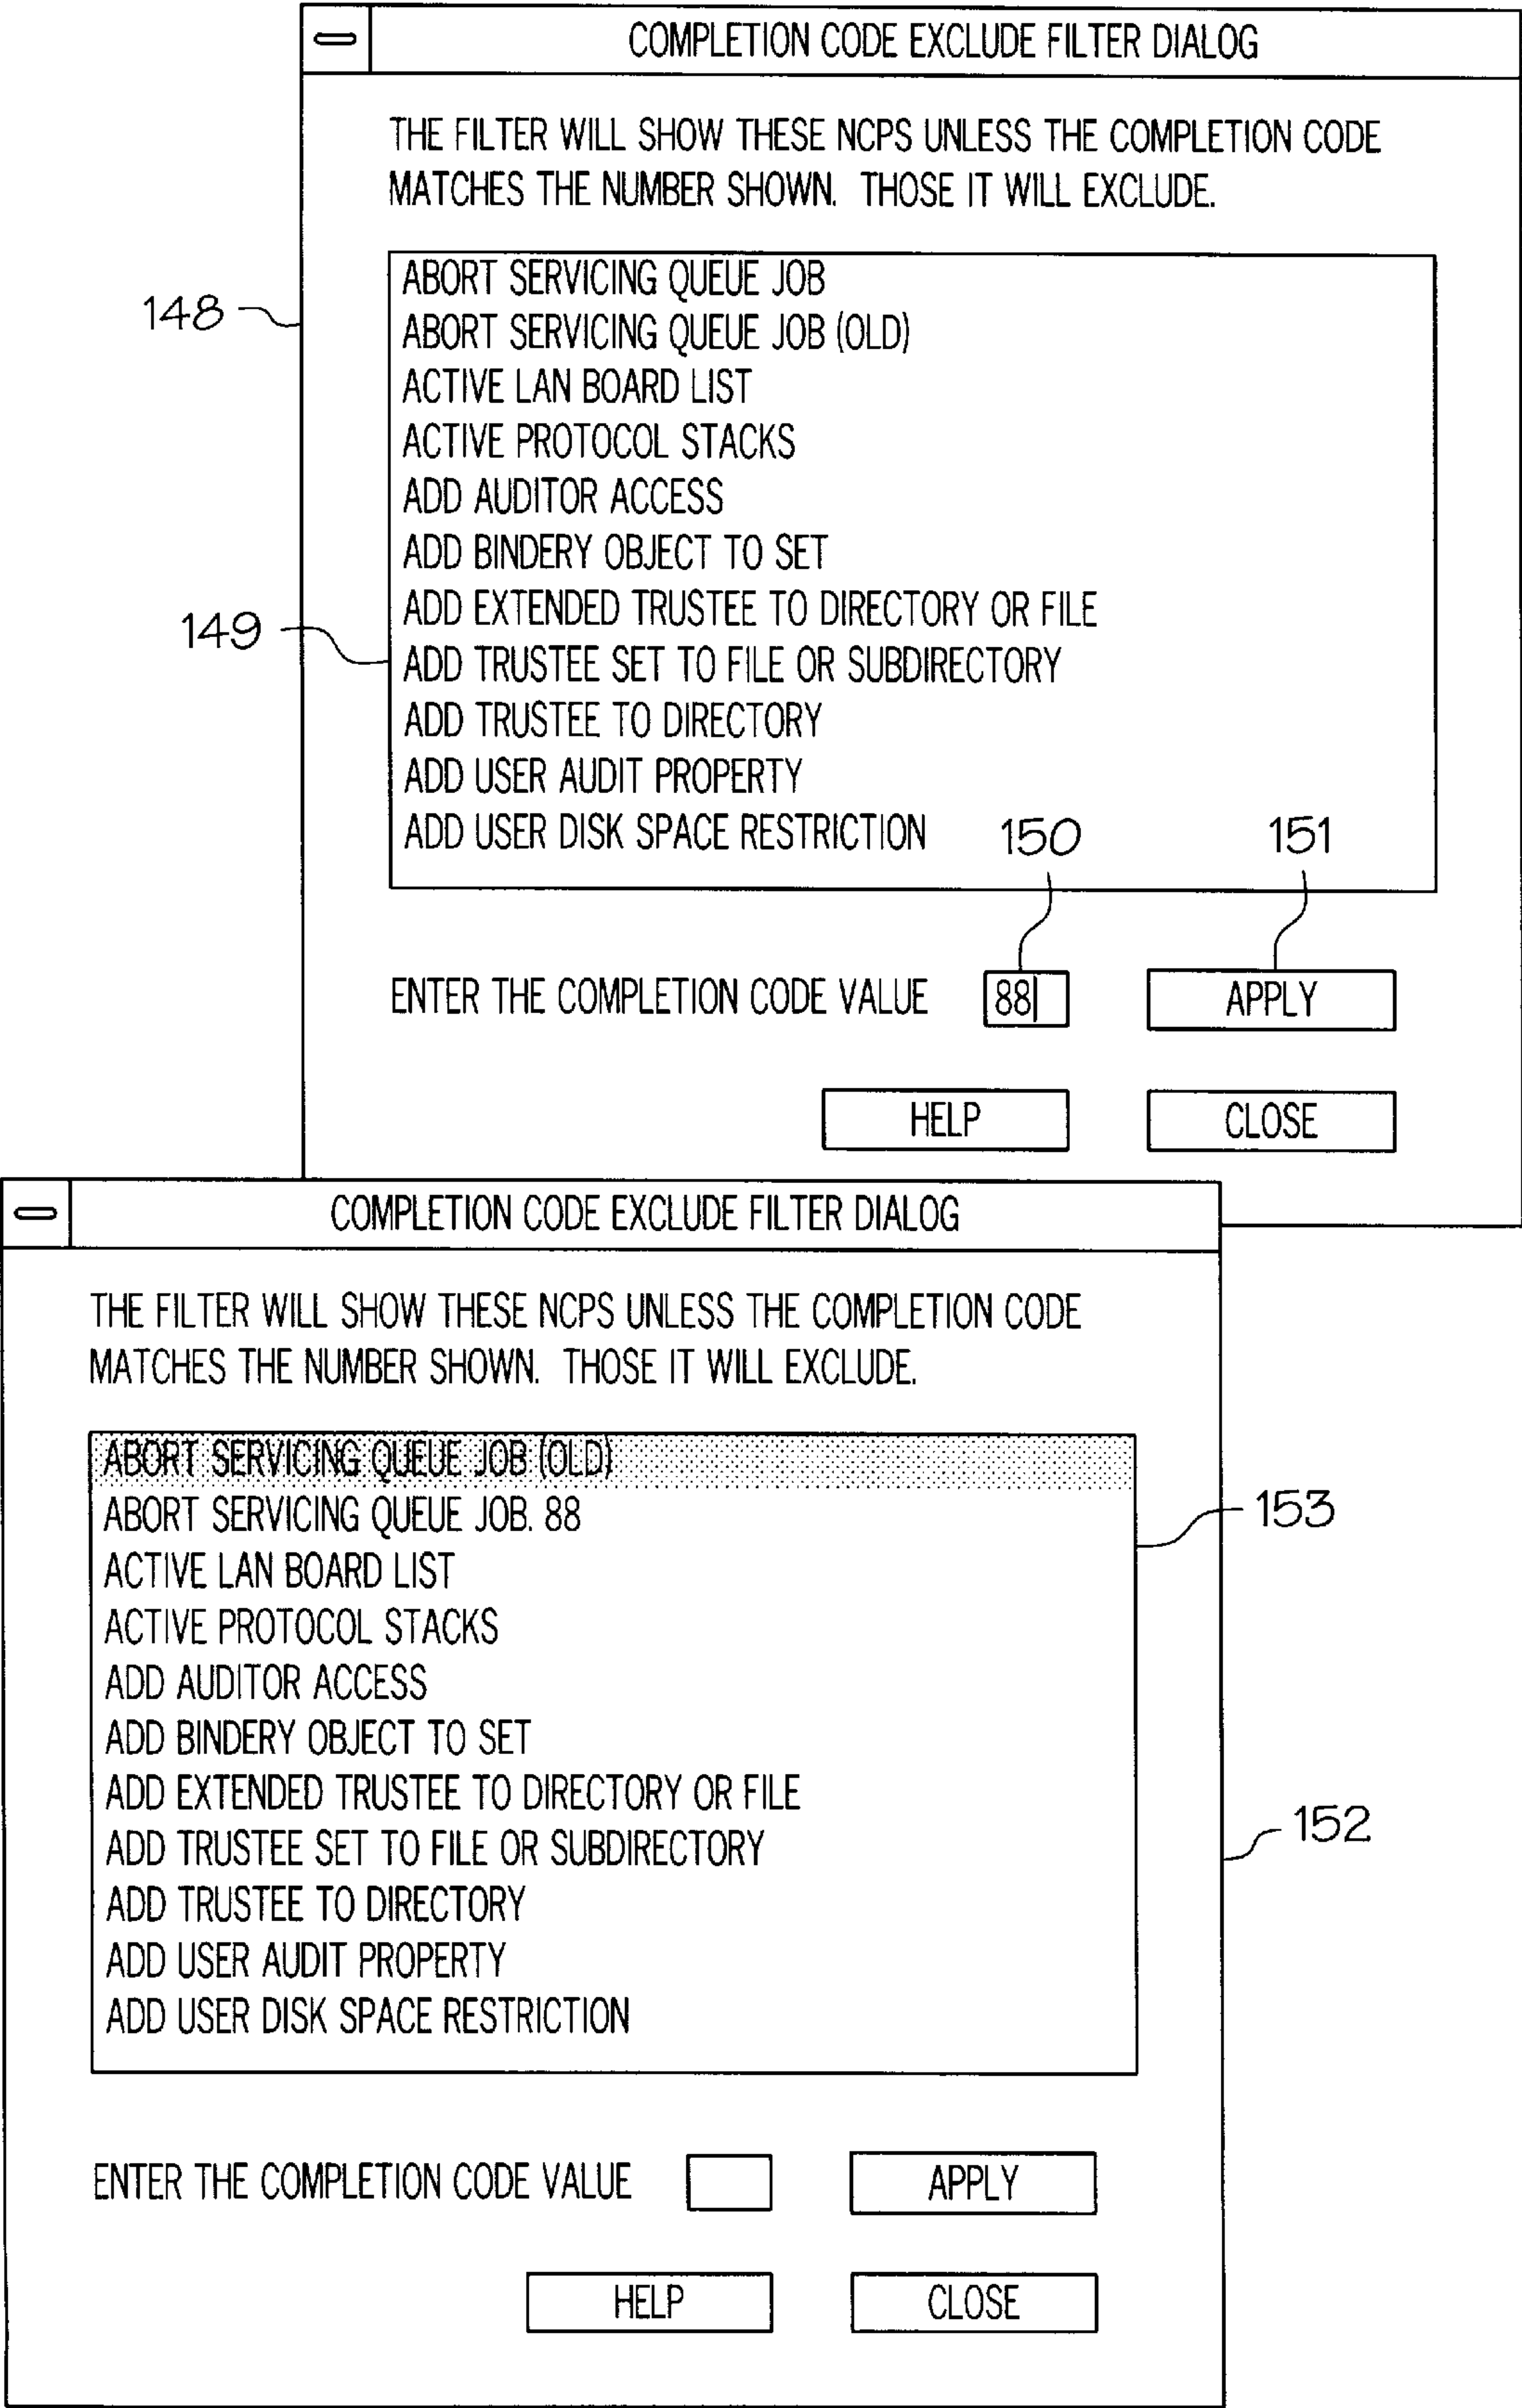 COMPLETION CODE EXCLUDE FILTER DIALOG
THE FILTER WILL SHOW THESE NCPS UNLESS THE COMPLETION CODE
MATCHES THE NUMBER SHOWN. THOSE IT WILL EXCLUDE.
ABORT SERVICING QUEUE JOB
148
ABORT SERVICING QUEUE JOB (OLD)
ACTIVE LAN BOARD LIST
ACTIVE PROTOCOL STACKS
ADD AUDITOR ACCESS
ADD BINDERY OBJECT TO SET
ADD EXTENDED TRUSTEE TO DIRECTORY OR FILE
149
ADD TRUSTEE SET TO FILE OR SUBDIRECTORY
ADD TRUSTEE TO DIRECTORY
ADD USER AUDIT PROPERTY
ADD USER DISK SPACE RESTRICTION
150
151
ENTER THE COMPLETION CODE VALUE 88 APPLY
HELP CLOSE
COMPLETION CODE EXCLUDE FILTER DIALOG
THE FILTER WILL SHOW THESE NCPS UNLESS THE COMPLETION CODE
MATCHES THE NUMBER SHOWN. THOSE IT WILL EXCLUDE.
ABORT SERVICING QUEUE JOB (OLD)
ABORT SERVICING QUEUE JOB. 88
153
ACTIVE LAN BOARD LIST
ACTIVE PROTOCOL STACKS
ADD AUDITOR ACCESS
ADD BINDERY OBJECT TO SET
ADD EXTENDED TRUSTEE TO DIRECTORY OR FILE
152
ADD TRUSTEE SET TO FILE OR SUBDIRECTORY
ADD TRUSTEE TO DIRECTORY
ADD USER AUDIT PROPERTY
ADD USER DISK SPACE RESTRICTION
ENTER THE COMPLETION CODE VALUE APPLY
HELP CLOSE